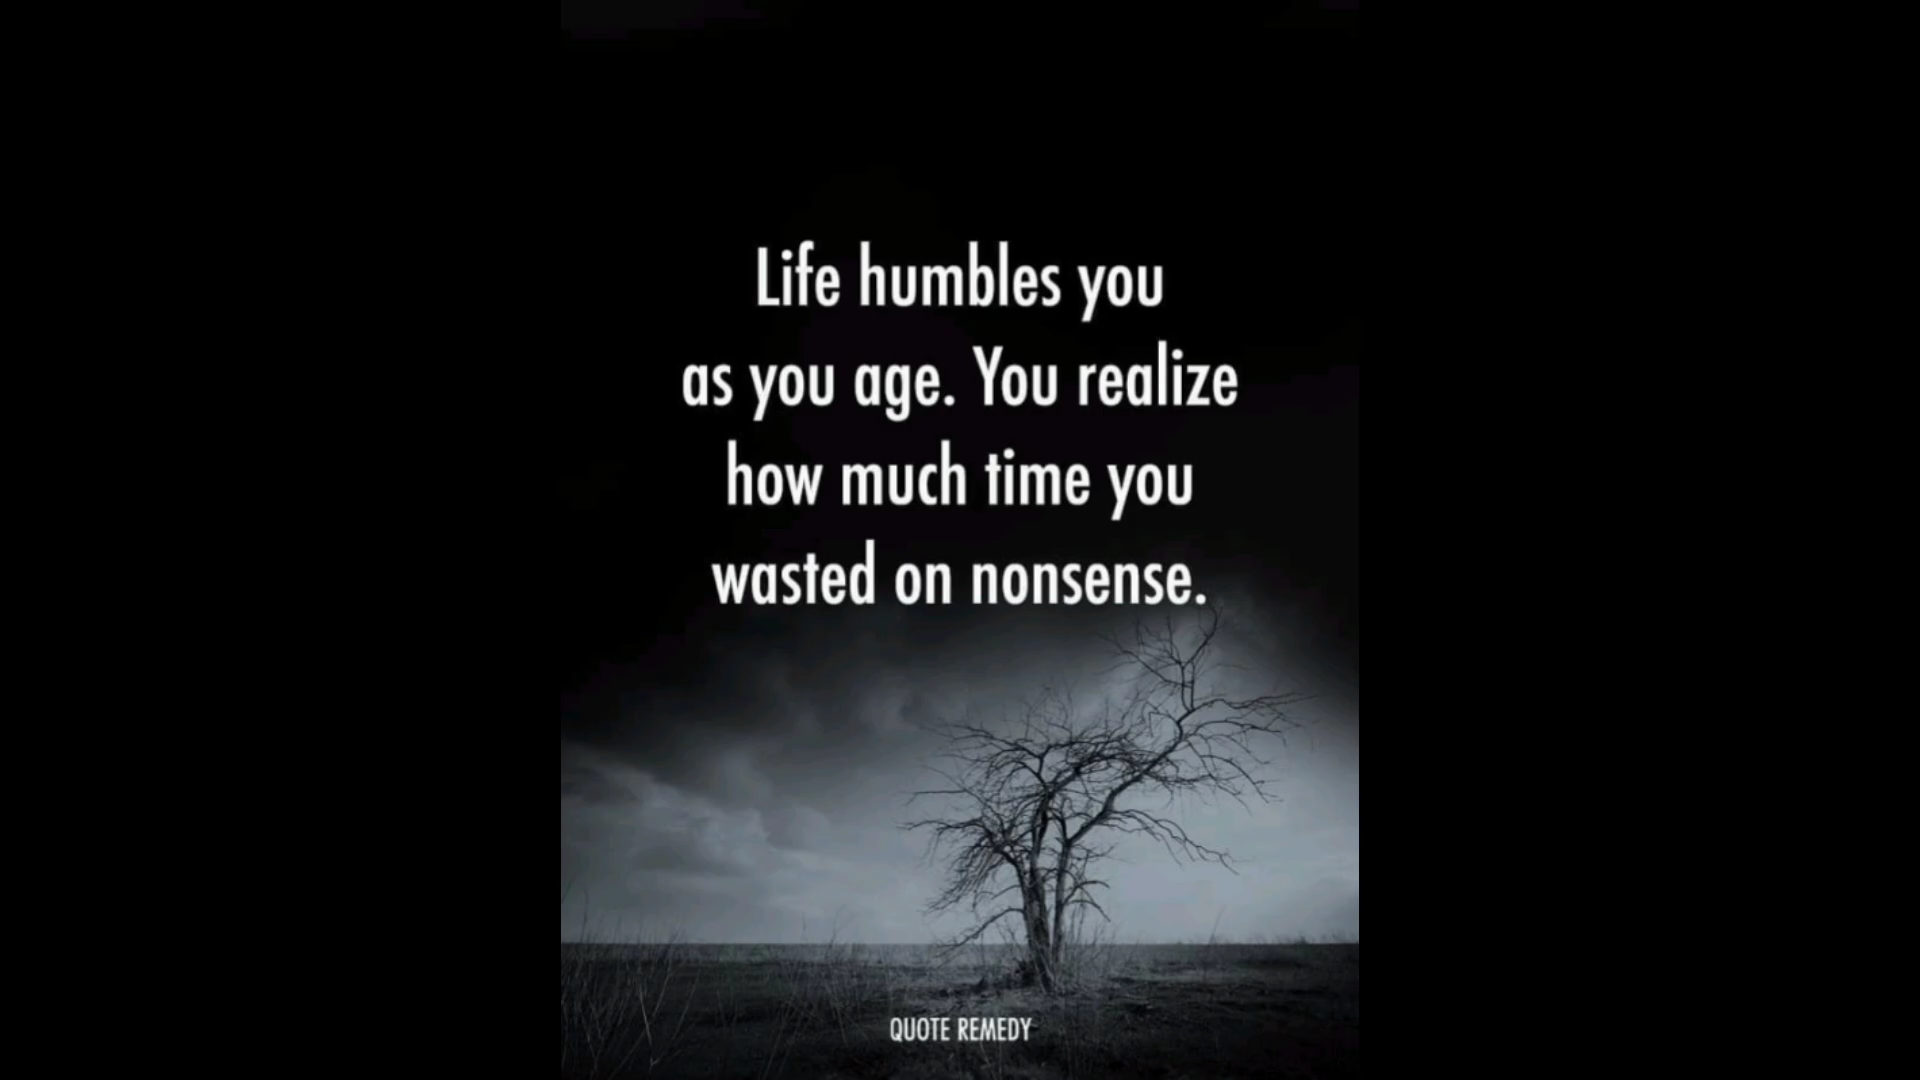 Life humbles you
as you age. You realize
how much time you
wasted on nonsense.
QUOTE REMEDY